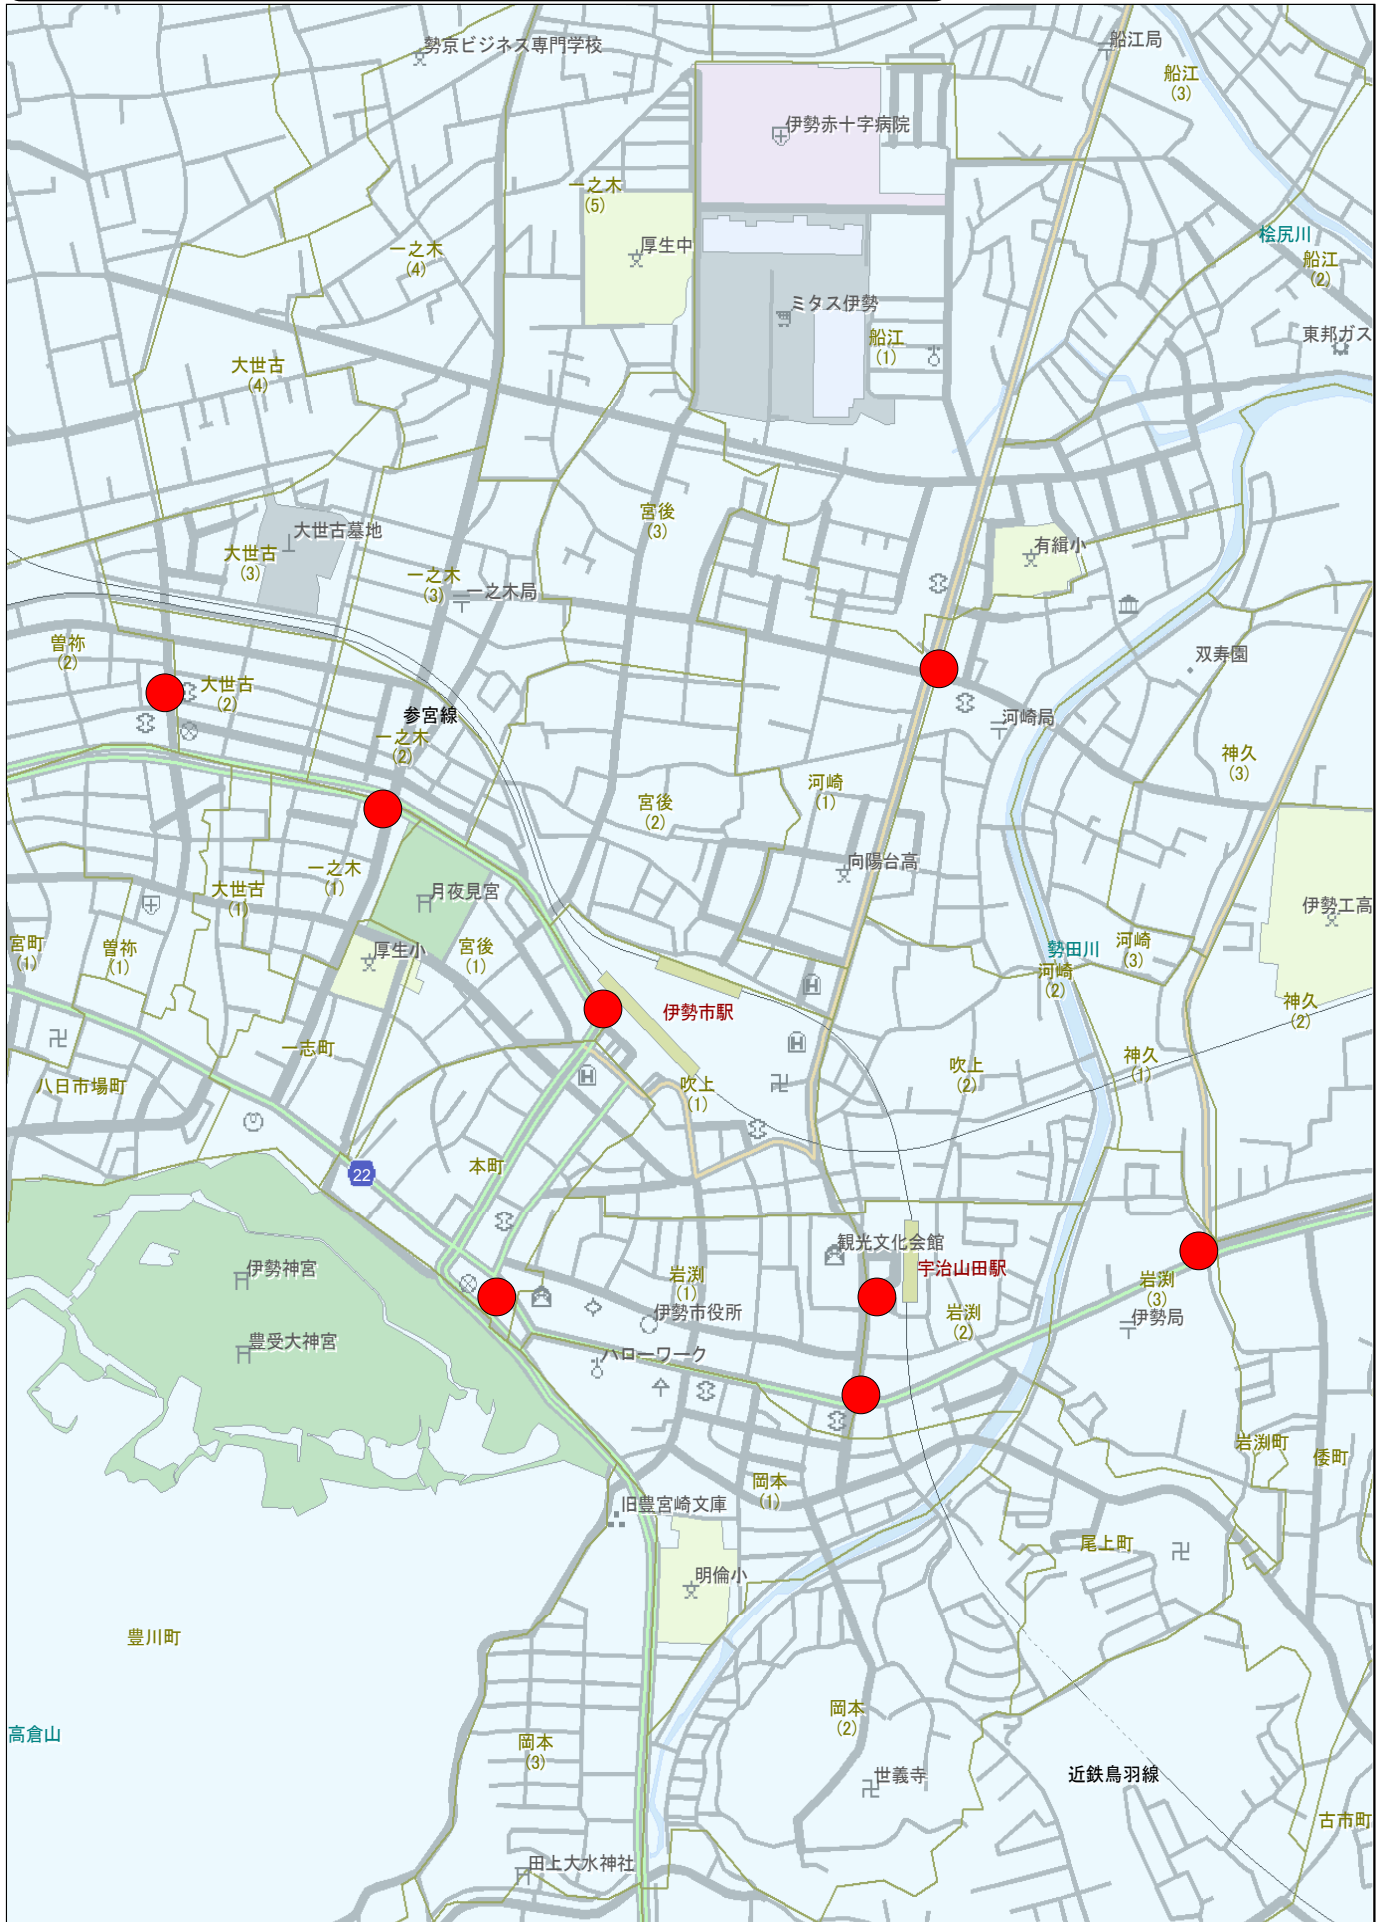 勢京ビジネス専門学校
船江局
船江
(3)
伊勢赤十字病院
一之木
(5)
桧尻川
厚生中
一之木
(4)
船江
(2)
ミタス伊勢
船江
(1)
東邦ガス
大世古
(4)
宮後
(3)
大世古墓地
有緝小
大世古
(3)
一之木
(3)
一之木局
曽祢
(2)
双寿園
大世古
(2)
参宮線
河崎局
一之木
(2)
神久
(3)
河崎
(1)
宮後
(2)
向陽台高
一之木
(1)
大世古
(1)
月夜見宮
伊勢工高
宮町
(1)
曽祢
(1)
厚生小
宮後
(1)
勢田川
河崎
(3)
河崎
(2)
伊勢市駅
神久
(2)
一志町
神久
(1)
吹上
(2)
八日市場町
吹上
(1)
本町
22
観光文化会館
伊勢神宮
宇治山田駅
岩渕
(1)
岩渕
(3)
伊勢市役所
岩渕
(2)
伊勢局
豊受大神宮
ハローワーク
岩渕町
倭町
岡本
(1)
旧豊宮崎文庫
尾上町
明倫小
豊川町
岡本
(2)
高倉山
岡本
(3)
世義寺
近鉄鳥羽線
古市町
田上大水神社